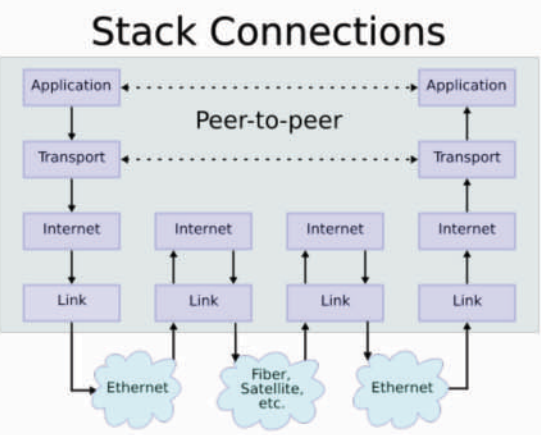 Stack Connections
Application
Application
Peer-to-peer
Transport
Transport
Internet
Internet
Internet
Internet
Link
Link
Link
Link
Ethernet
Fiber,
Satellite,
etc.
Ethernet